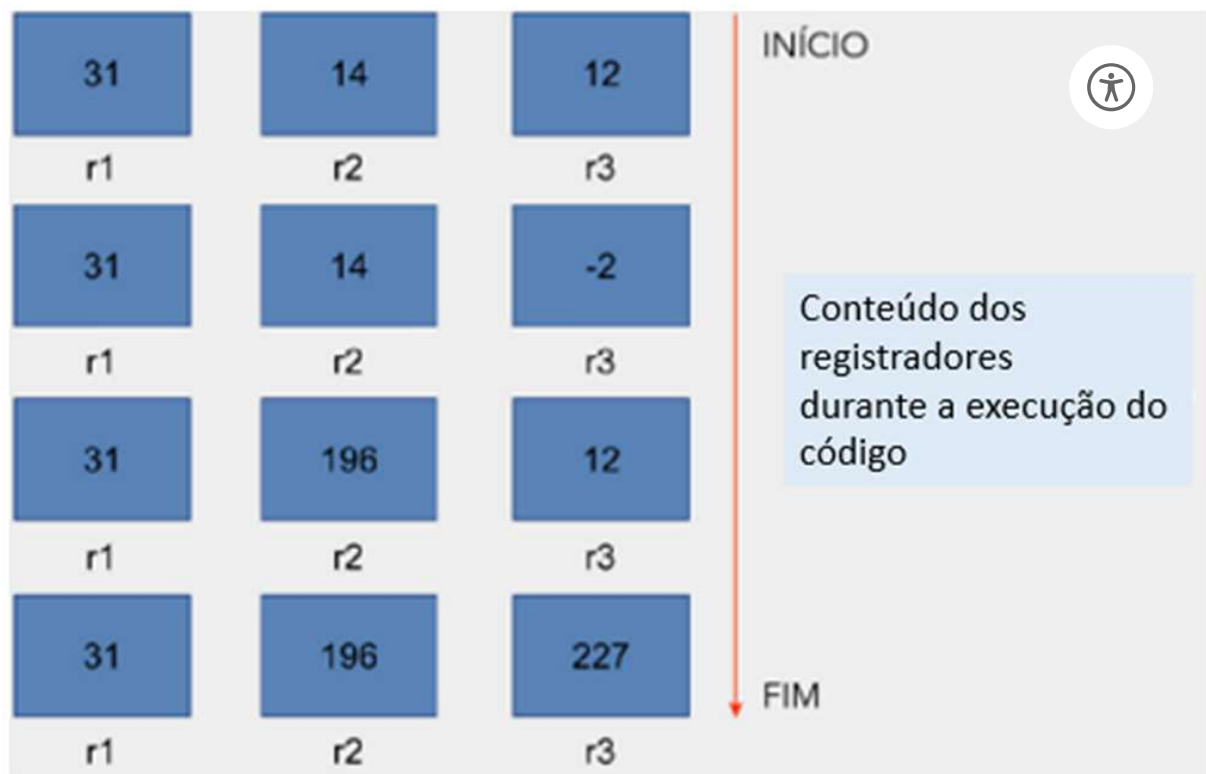 31 14 12 INÍCIO
r1 r2 r3
31 14 -2
r1 r2 r3
Conteúdo dos
registradores
durante a execução do
código
31 196 12
r1 r2 r3
31 196 227
FIM
r1 r2 r3